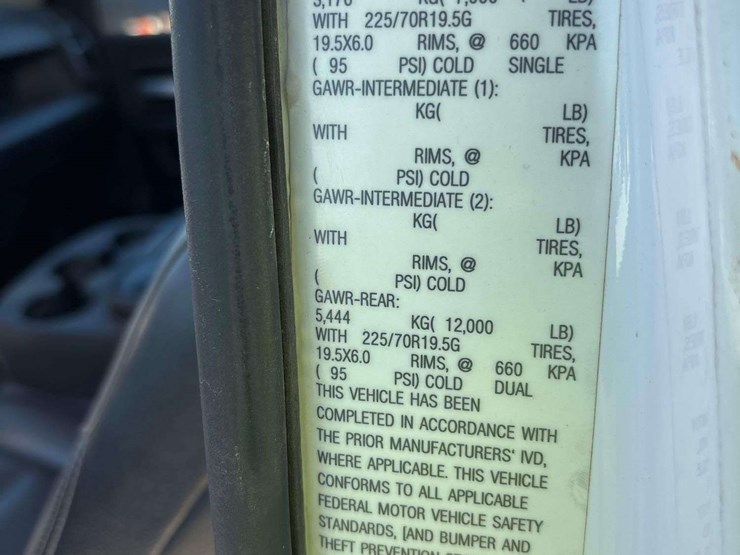 WITH 225/70R19.5G TIRES,
19.5X6.0 RIMS, @ 660 KPA
( 95 PSI) COLD SINGLE
GAWR-INTERMEDIATE (1):
KG( LB)
WITH TIRES,
RIMS, @ KPA
( PSI) COLD
GAWR-INTERMEDIATE (2):
KG( LB)
WITH TIRES,
RIMS, @ KPA
( PSI) COLD
GAWR-REAR:
5,444 KG( 12,000 LB)
WITH 225/70R19.5G TIRES,
19.5X6.0 RIMS, @ 660 KPA
( 95 PSI) COLD DUAL
THIS VEHICLE HAS BEEN
COMPLETED IN ACCORDANCE WITH
THE PRIOR MANUFACTURERS' IVD,
WHERE APPLICABLE. THIS VEHICLE
CONFORMS TO ALL APPLICABLE
FEDERAL MOTOR VEHICLE SAFETY
STANDARDS, [AND BUMPER AND
THEFT PREVENTION